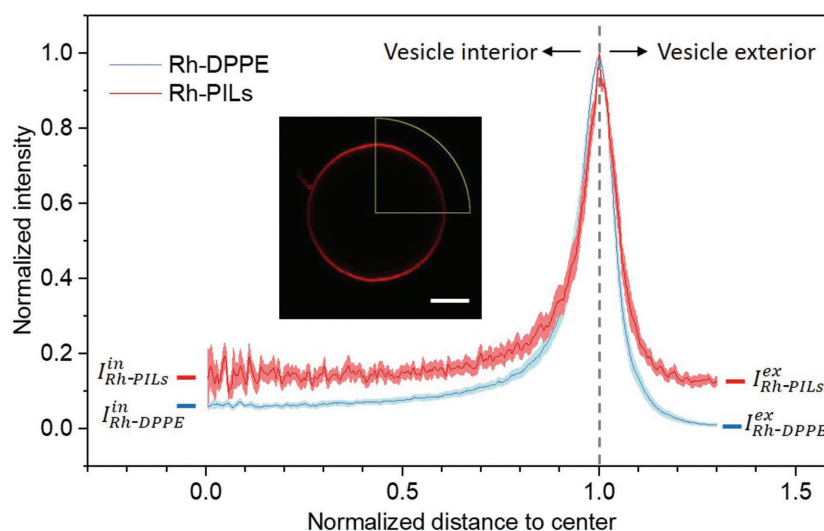 Normalized intensity
1.0
0.8
0.6
0.4
0.2
0.0
Rh-DPPE
Rh-PILs
Vesicle interior
Vesicle exterior
I^{in}_{Rh-PILs}
I^{in}_{Rh-DPPE}
I^{ex}_{Rh-PILs}
I^{ex}_{Rh-DPPE}
0.0 0.5 1.0 1.5
Normalized distance to center